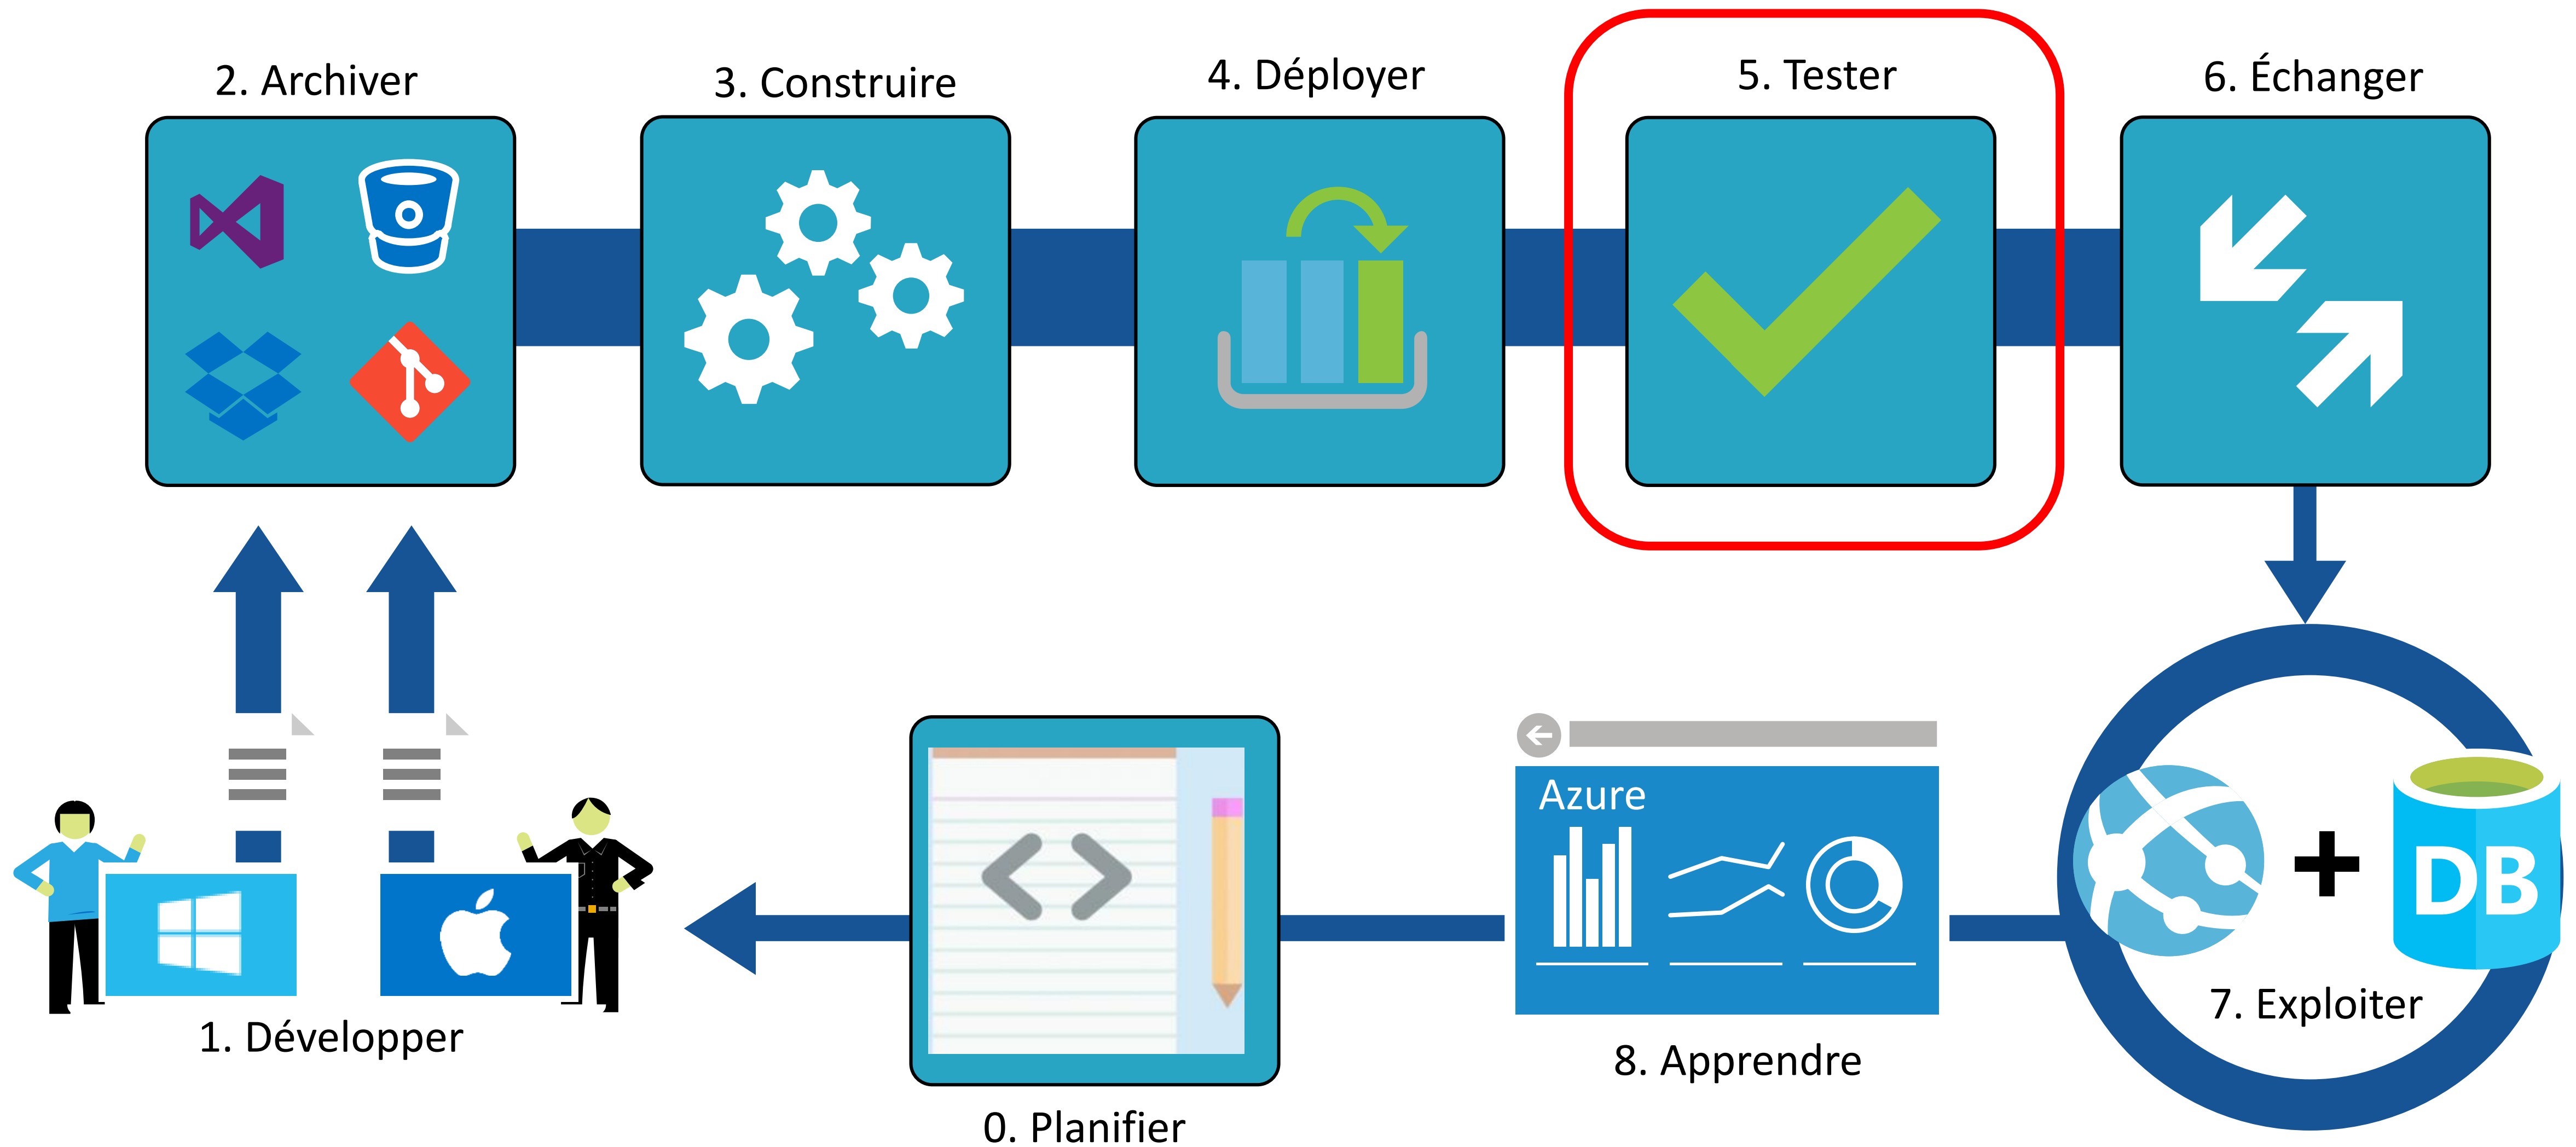 2. Archiver
3. Construire
4. Déployer
5. Tester
6. Échanger
1. Développer
0. Planifier
Azure
8. Apprendre
DB
7. Exploiter